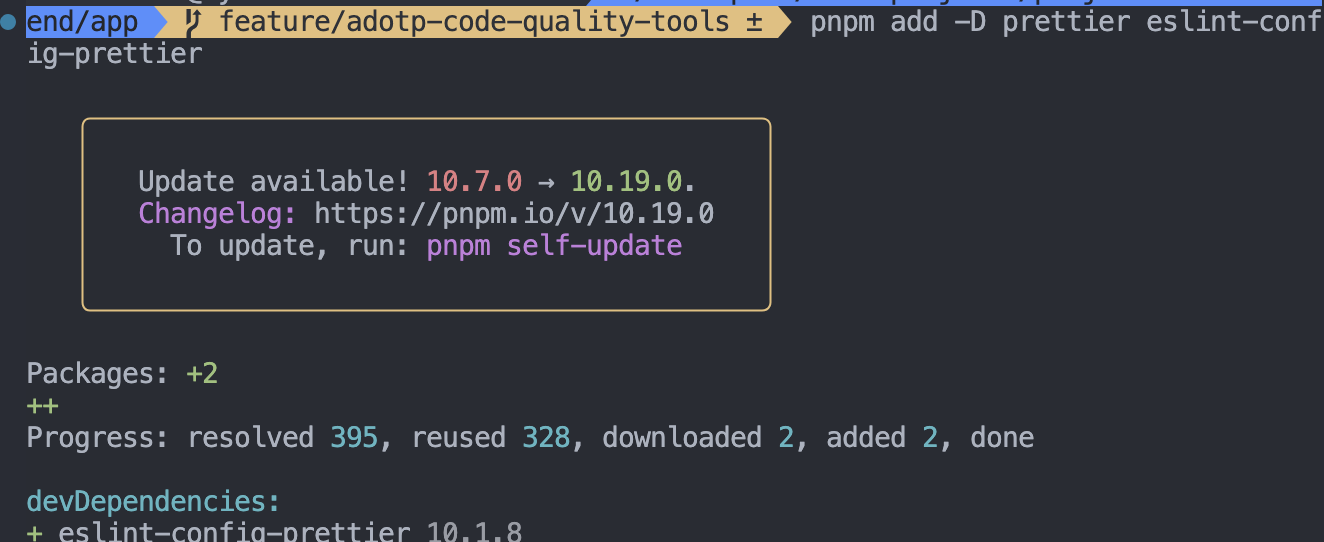 end/app feature/adotp-code-quality-tools ± pnpm add -D prettier eslint-conf
ig-prettier
Update available! 10.7.0 → 10.19.0.
Changelog: https://pnpm.io/v/10.19.0
To update, run: pnpm self-update
Packages: +2
++
Progress: resolved 395, reused 328, downloaded 2, added 2, done
devDependencies:
+ eslint-config-prettier 10.1.8